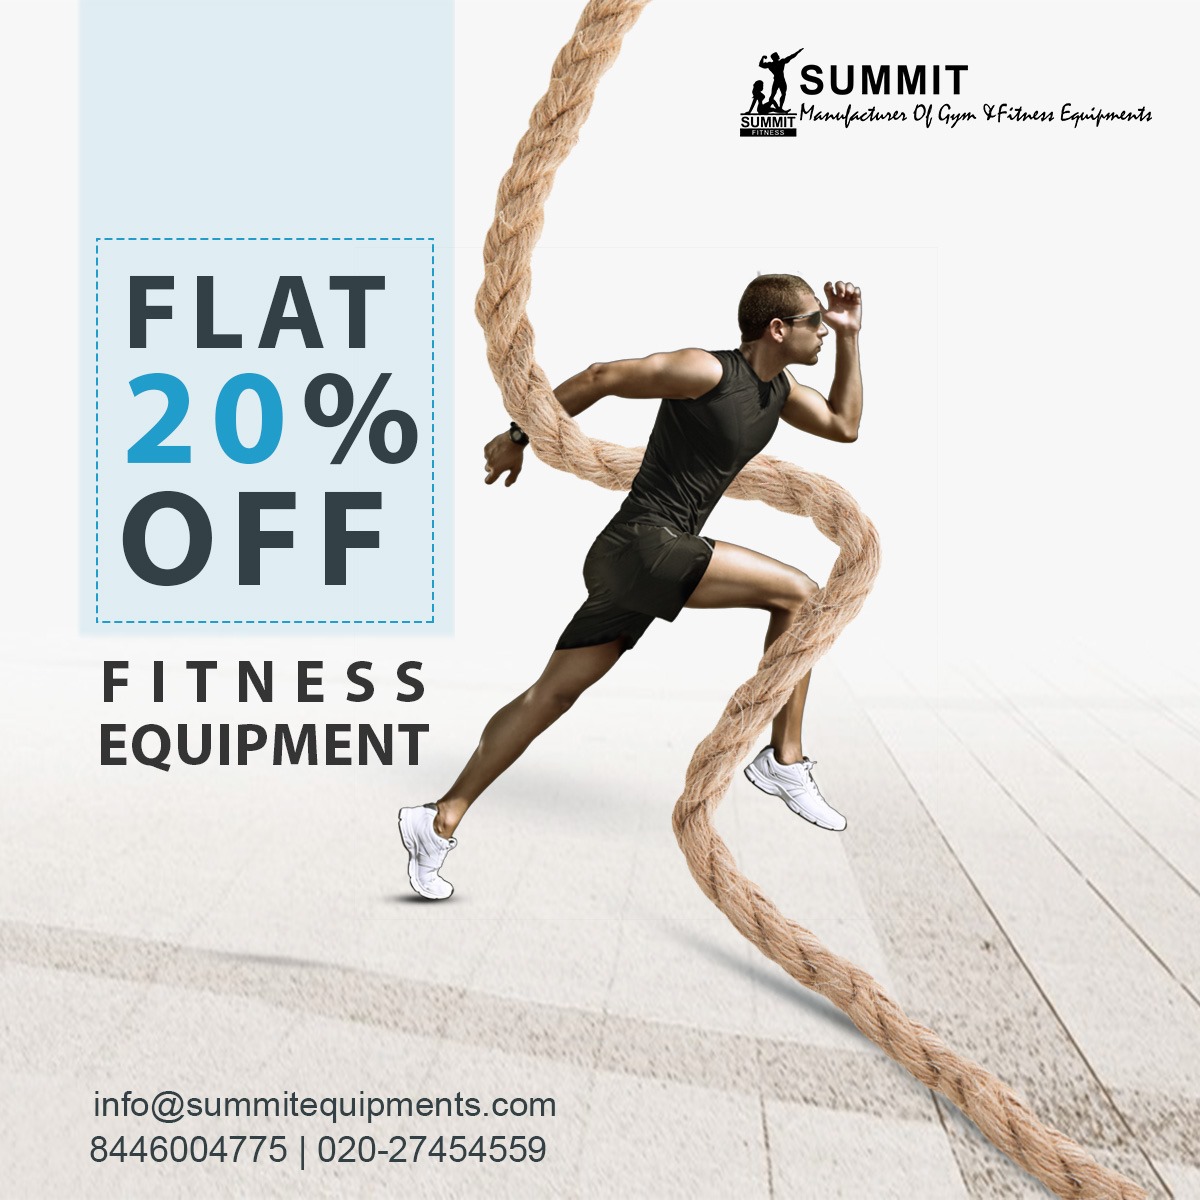 SUMMIT
Manufacturer Of Gym &Fitness Equipments
SUMMIT
FITNESS
FLAT
20%
OFF
FITNESS
EQUIPMENT
info@summitequipments.com
8446004775 | 020-27454559